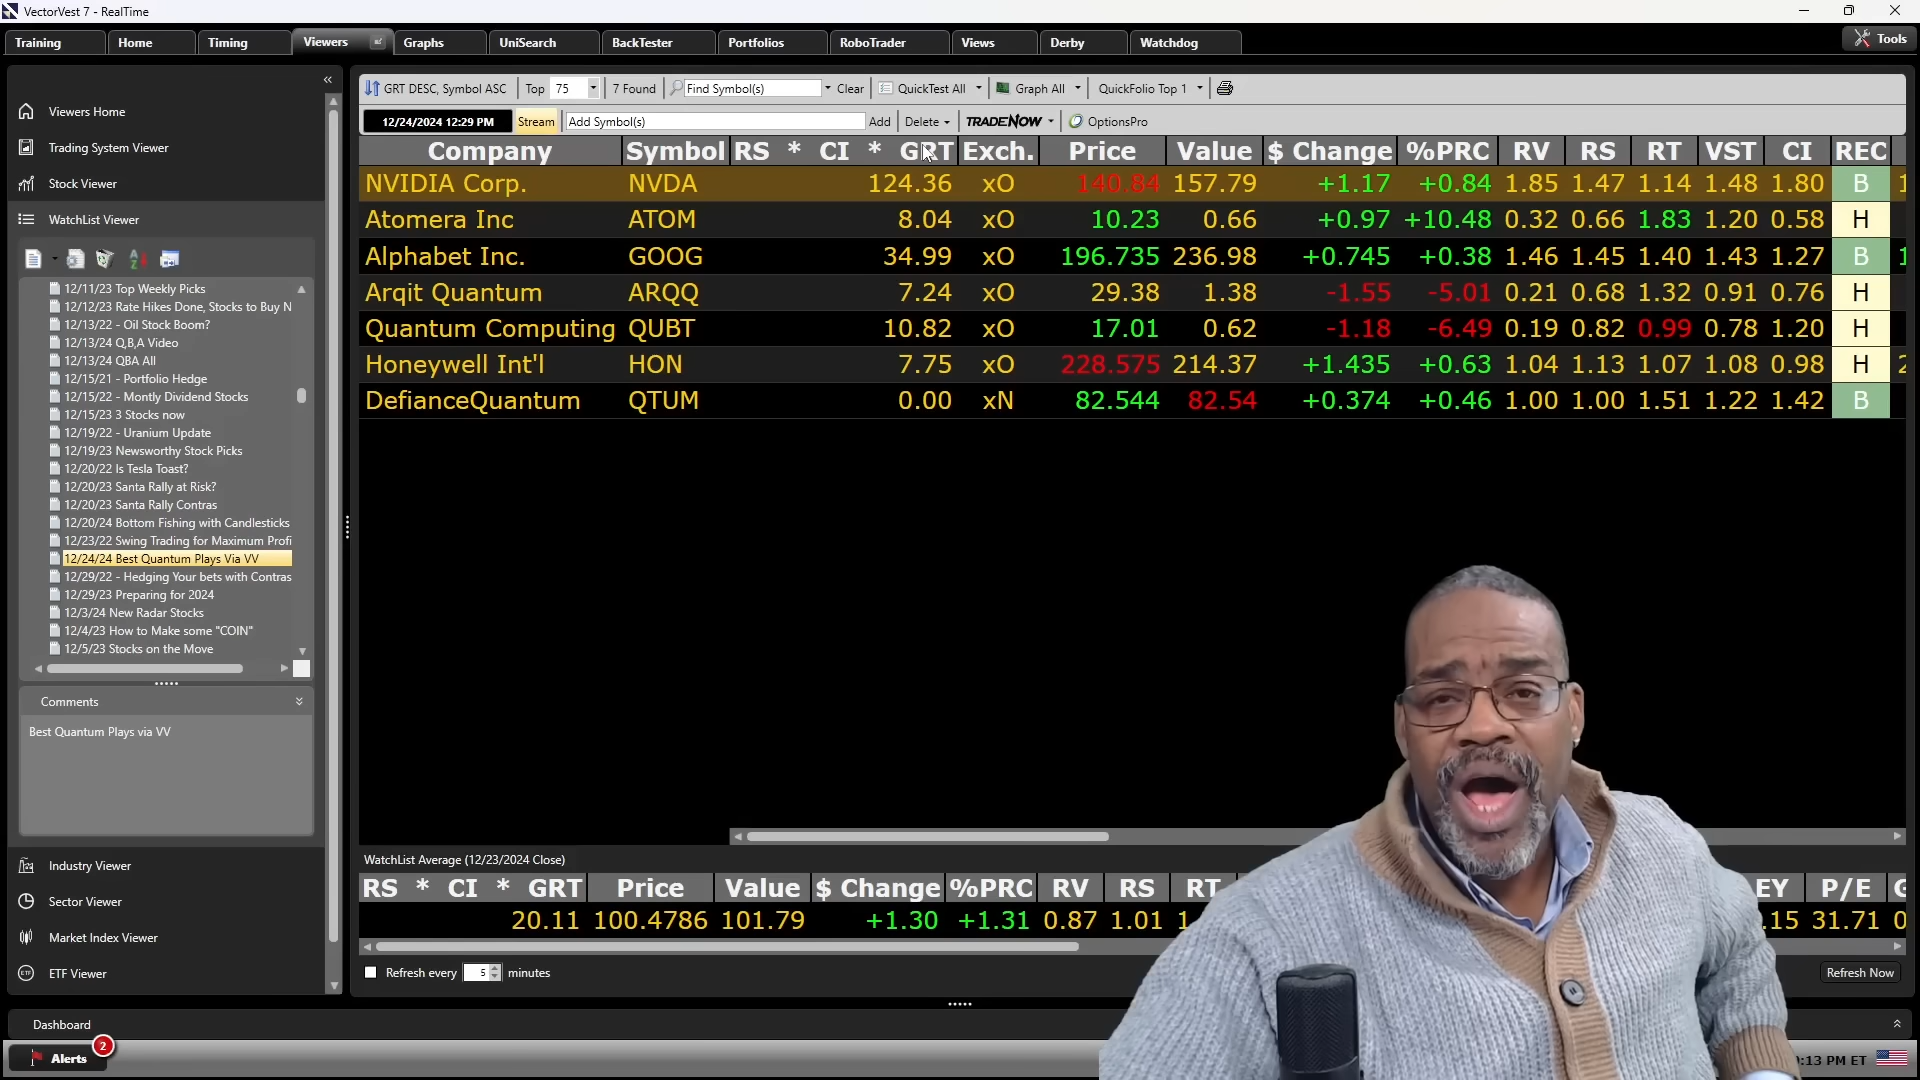 VectorVest 7 - RealTime
Training Home Timing Viewers Graphs UniSearch BackTester Portfolios RoboTrader Views Derby Watchdog Tools
GRT DESC, Symbol ASC Top 75 7 Found Find Symbol(s) Clear QuickTest All Graph All QuickFolio Top 1
12/24/2024 12:29 PM Stream Add Symbol(s) Add Delete TRADENOW OptionsPro
Viewers Home
Trading System Viewer
Stock Viewer
WatchList Viewer
12/11/23 Top Weekly Picks
12/12/23 Rate Hikes Done, Stocks to Buy N
12/13/22 - Oil Stock Boom?
12/13/24 Q,B,A Video
12/13/24 QBA All
12/15/21 - Portfolio Hedge
12/15/22 - Montly Dividend Stocks
12/15/23 3 Stocks now
12/19/22 - Uranium Update
12/19/23 Newsworthy Stock Picks
12/20/22 Is Tesla Toast?
12/20/23 Santa Rally at Risk?
12/20/23 Santa Rally Contras
12/20/24 Bottom Fishing with Candlesticks
12/23/22 Swing Trading for Maximum Profi
12/24/24 Best Quantum Plays Via VV
12/29/22 - Hedging Your bets with Contras
12/29/23 Preparing for 2024
12/3/24 New Radar Stocks
12/4/23 How to Make some "COIN"
12/5/23 Stocks on the Move
Comments
Best Quantum Plays via VV
Industry Viewer
Sector Viewer
Market Index Viewer
ETF ETF Viewer
Company Symbol RS * CI * GRT Exch. Price Value $ Change %PRC RV RS RT VST CI REC
NVIDIA Corp. NVDA 124.36 xO 140.84 157.79 +1.17 +0.84 1.85 1.47 1.14 1.48 1.80 B 1
Atomera Inc ATOM 8.04 xO 10.23 0.66 +0.97 +10.48 0.32 0.66 1.83 1.20 0.58 H
Alphabet Inc. GOOG 34.99 xO 196.735 236.98 +0.745 +0.38 1.46 1.45 1.40 1.43 1.27 B 1
Arqit Quantum ARQQ 7.24 xO 29.38 1.38 -1.55 -5.01 0.21 0.68 1.32 0.91 0.76 H
Quantum Computing QUBT 10.82 xO 17.01 0.62 -1.18 -6.49 0.19 0.82 0.99 0.78 1.20 H
Honeywell Int'l HON 7.75 xO 228.575 214.37 +1.435 +0.63 1.04 1.13 1.07 1.08 0.98 H 2
DefianceQuantum QTUM 0.00 xN 82.544 82.54 +0.374 +0.46 1.00 1.00 1.51 1.22 1.42 B
WatchList Average (12/23/2024 Close)
RS * CI * GRT Price Value $ Change %PRC RV RS RT EY P/E G
20.11 100.4786 101.79 +1.30 +1.31 0.87 1.01 1. .15 31.71 0
Refresh every 5 minutes Refresh Now
Dashboard
Alerts 2
:13 PM ET